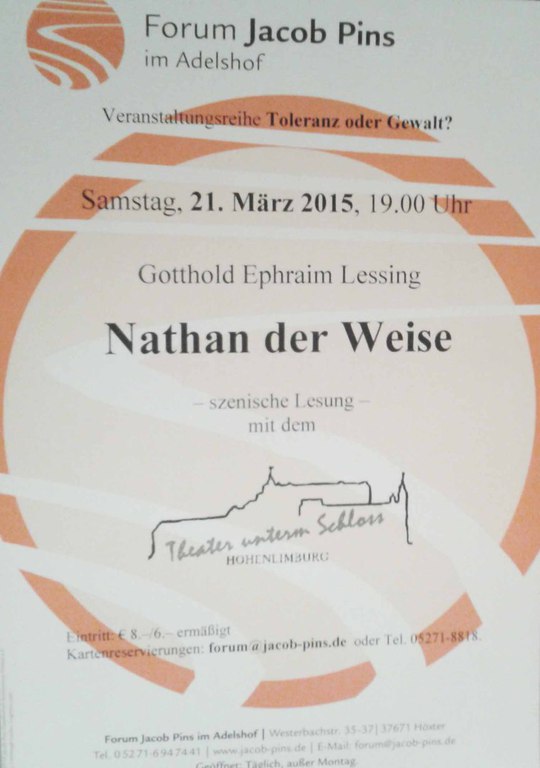 Forum Jacob Pins
im Adelshof
Veranstaltungsreihe Toleranz oder Gewalt?
Samstag, 21. März 2015, 19.00 Uhr
Gotthold Ephraim Lessing
Nathan der Weise
– szenische Lesung –
mit dem
Theater unterm Schloss
HOHENLIMBURG
Eintritt: € 8.–/6.– ermäßigt
Kartenreservierungen: forum@jacob-pins.de oder Tel. 05271-8818.
Forum Jacob Pins im Adelshof | Westerbachstr. 35-37| 37671 Höxter
Tel. 05271-6947441 | www.jacob-pins.de | E-Mail: forum@jacob-pins.de
Geöffnet: Täglich, außer Montag